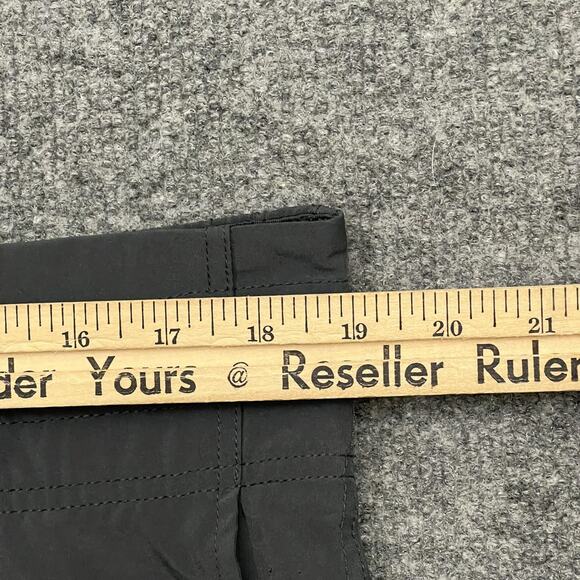 16 17 18 19 20 21
der Yours @ Reseller Ruler